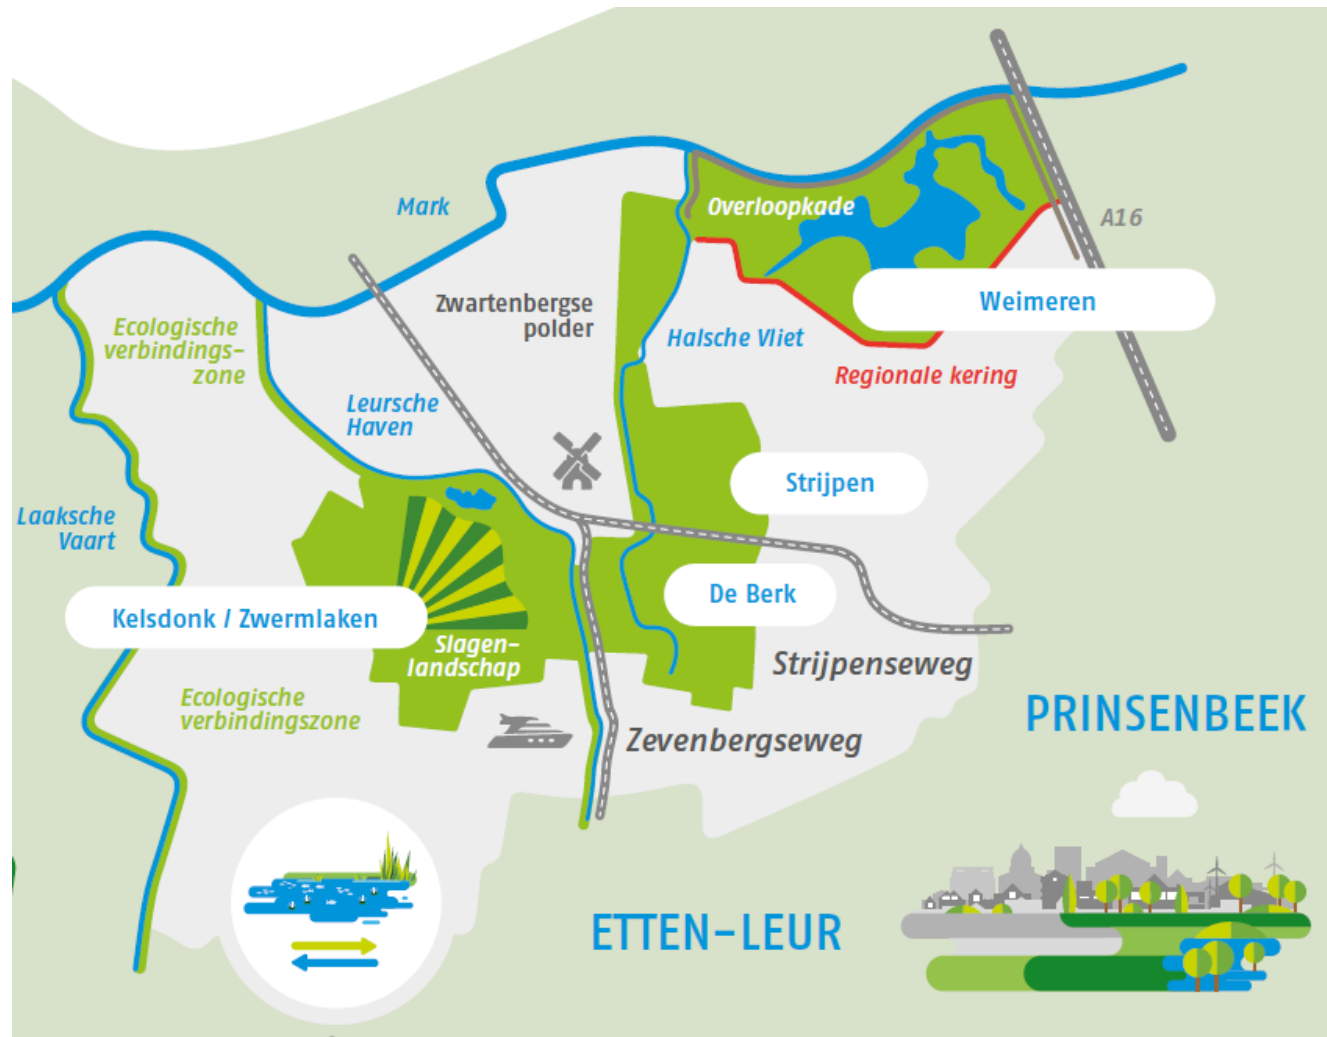 Mark
Overloopkade
A16
Ecologische
verbindings-
zone
Zwartenbergse
polder
Weimeren
Halsche Vliet
Regionale kering
Leursche
Haven
Strijpen
Laaksche
Vaart
De Berk
Kelsdonk / Zwermlaken
Slagen-
landschap
Strijpenseweg
Ecologische
verbindingszone
Zevenbergseweg
PRINSENBEEK
ETTEN-LEUR